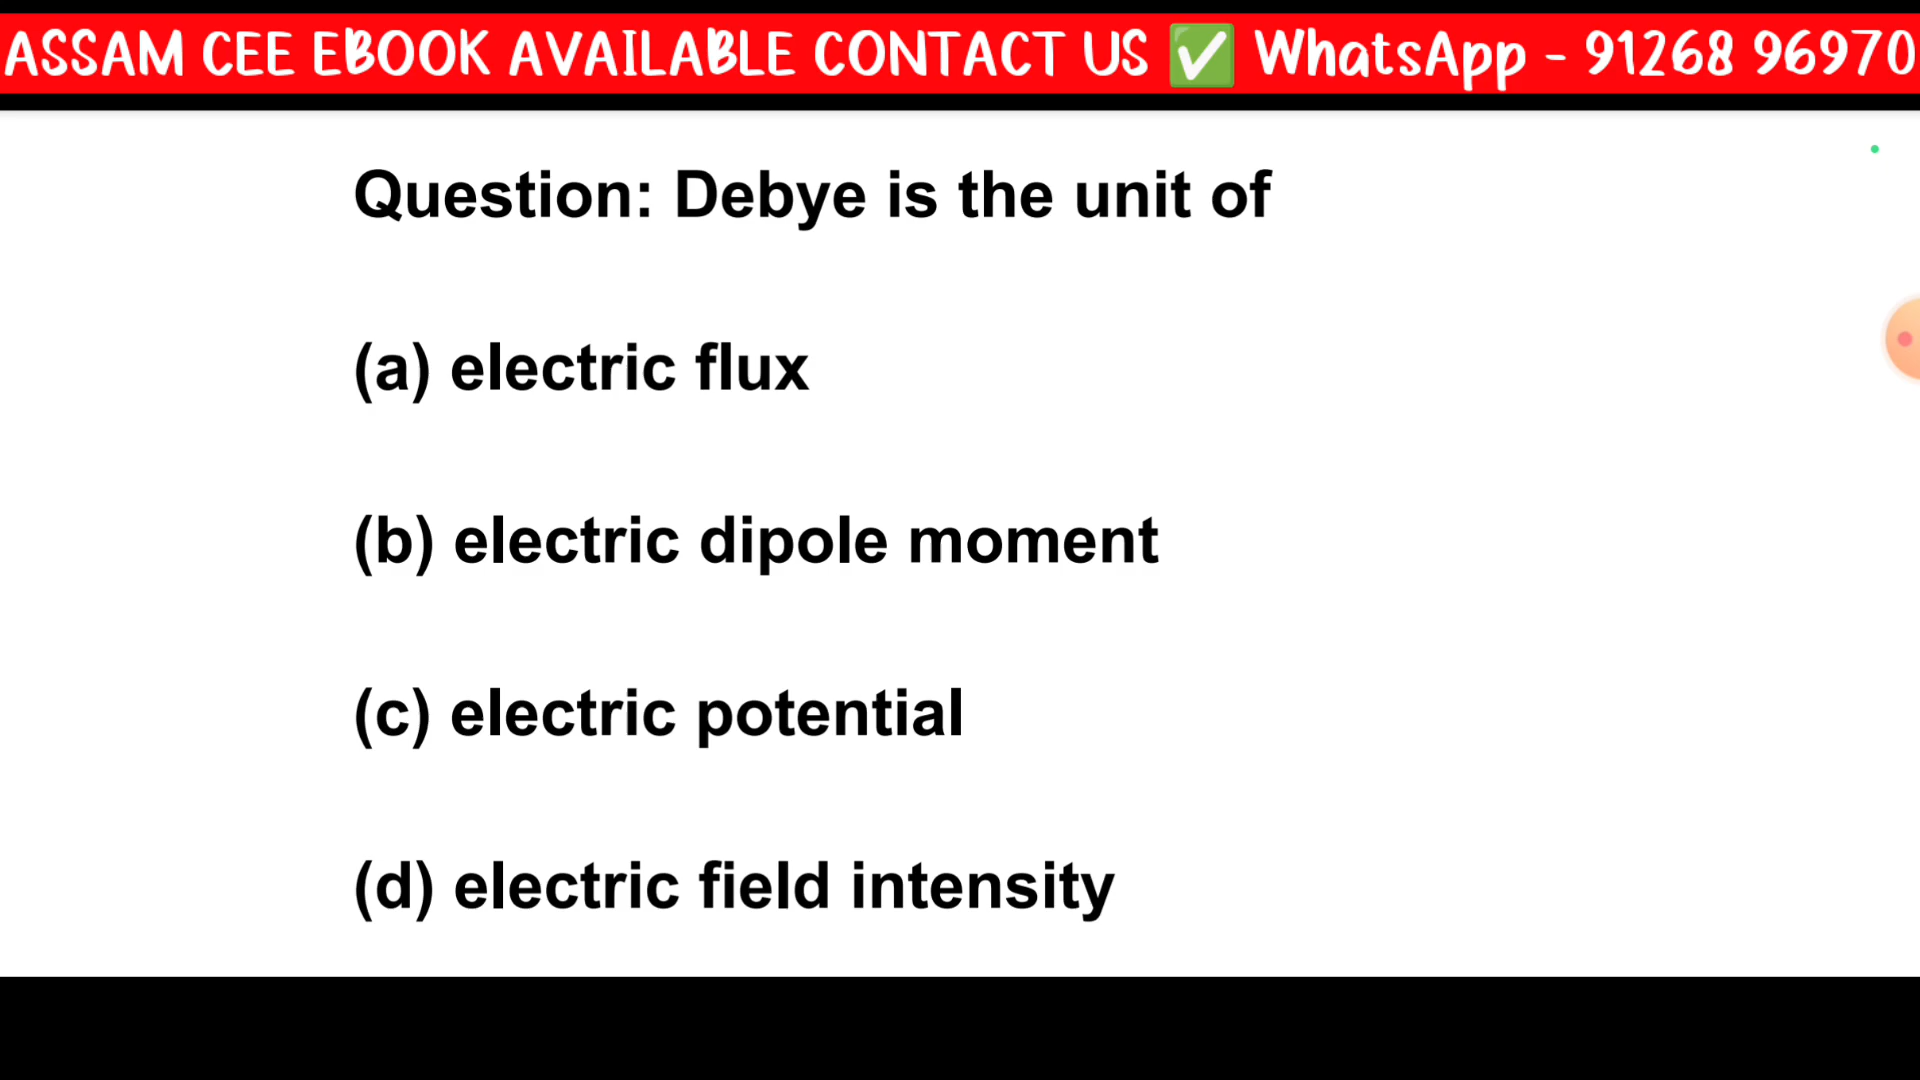 ASSAM CEE EBOOK AVAILABLE CONTACT US ✅ WhatsApp - 91268 96970
Question: Debye is the unit of
(a) electric flux
(b) electric dipole moment
(c) electric potential
(d) electric field intensity